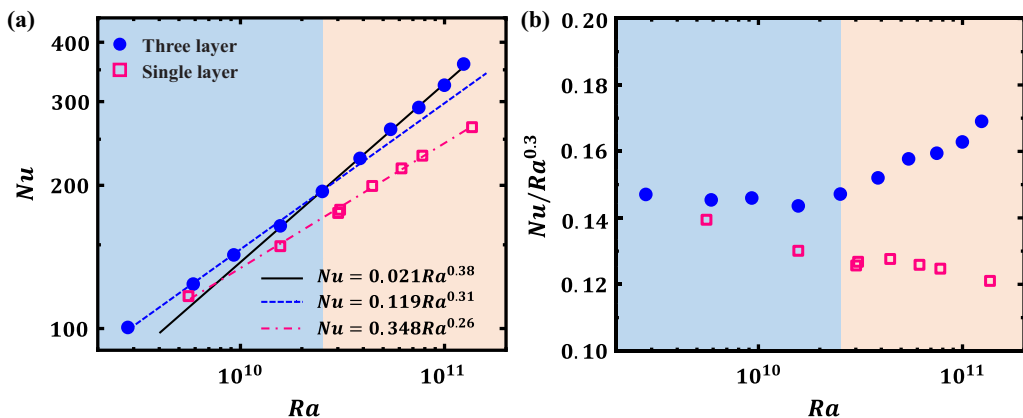 (a)
400
300
200
100
Nu
Three layer
Single layer
Nu = 0.021Ra^0.38
Nu = 0.119Ra^0.31
Nu = 0.348Ra^0.26
10^10
10^11
Ra
(b)
0.20
0.18
0.16
0.14
0.12
0.10
Nu/Ra^0.3
10^10
10^11
Ra